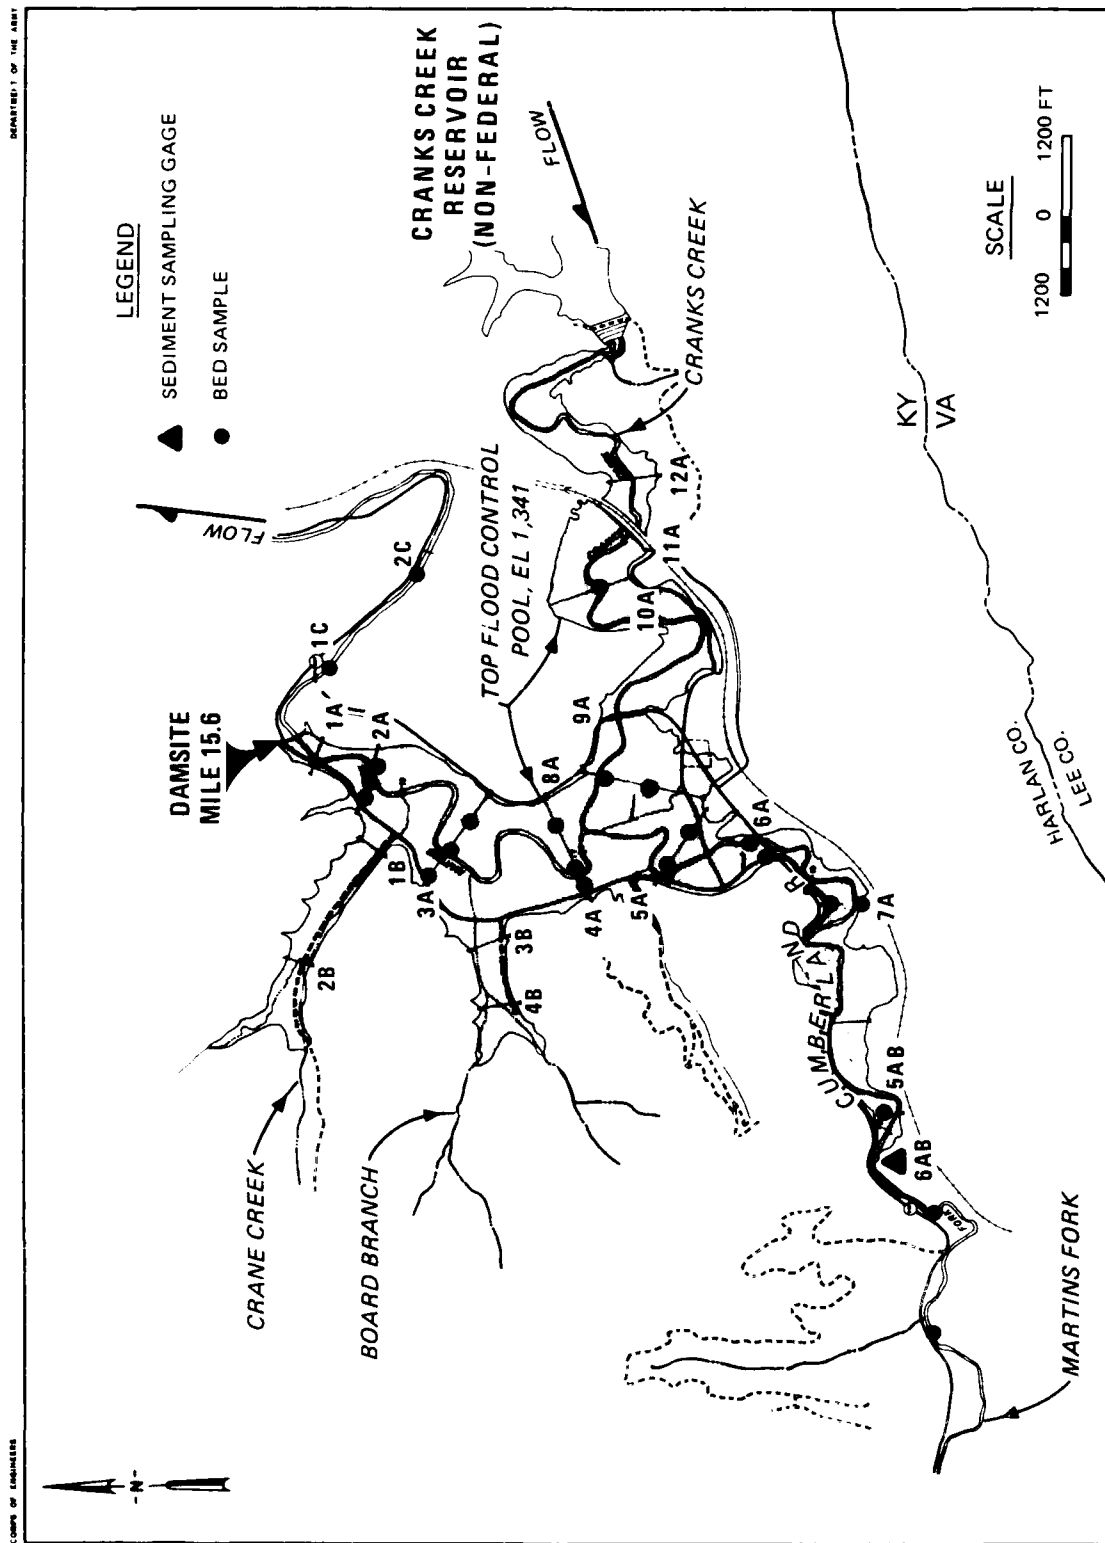 CORPS OF ENGINEERS
DEPARTMENT OF THE ARMY
-N-
LEGEND
SEDIMENT SAMPLING GAGE
BED SAMPLE
FLOW
DAMSITE
MILE 15.6
CRANKS CREEK
RESERVOIR
(NON-FEDERAL)
FLOW
CRANE CREEK
BOARD BRANCH
TOP FLOOD CONTROL
POOL, EL 1,341
CRANKS CREEK
1C
2C
1A'
2A
1B
2B
3A
3B
4B
4A
5A
8A
9A
10A
11A
12A
6A
7A
CUMBERLAND R.
5AB
6AB
FORK
MARTINS FORK
KY
VA
HARLAN CO.
LEE CO.
SCALE
1200 0 1200 FT